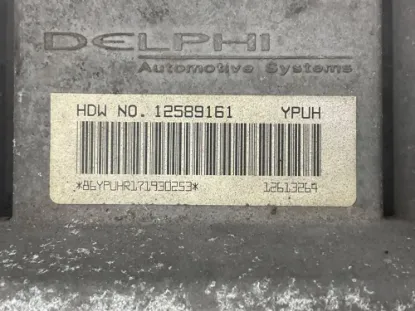 DELPHI
Automotive Systems
HDW NO. 12589161 YPUH
*86YPUHR171930253* 12613264